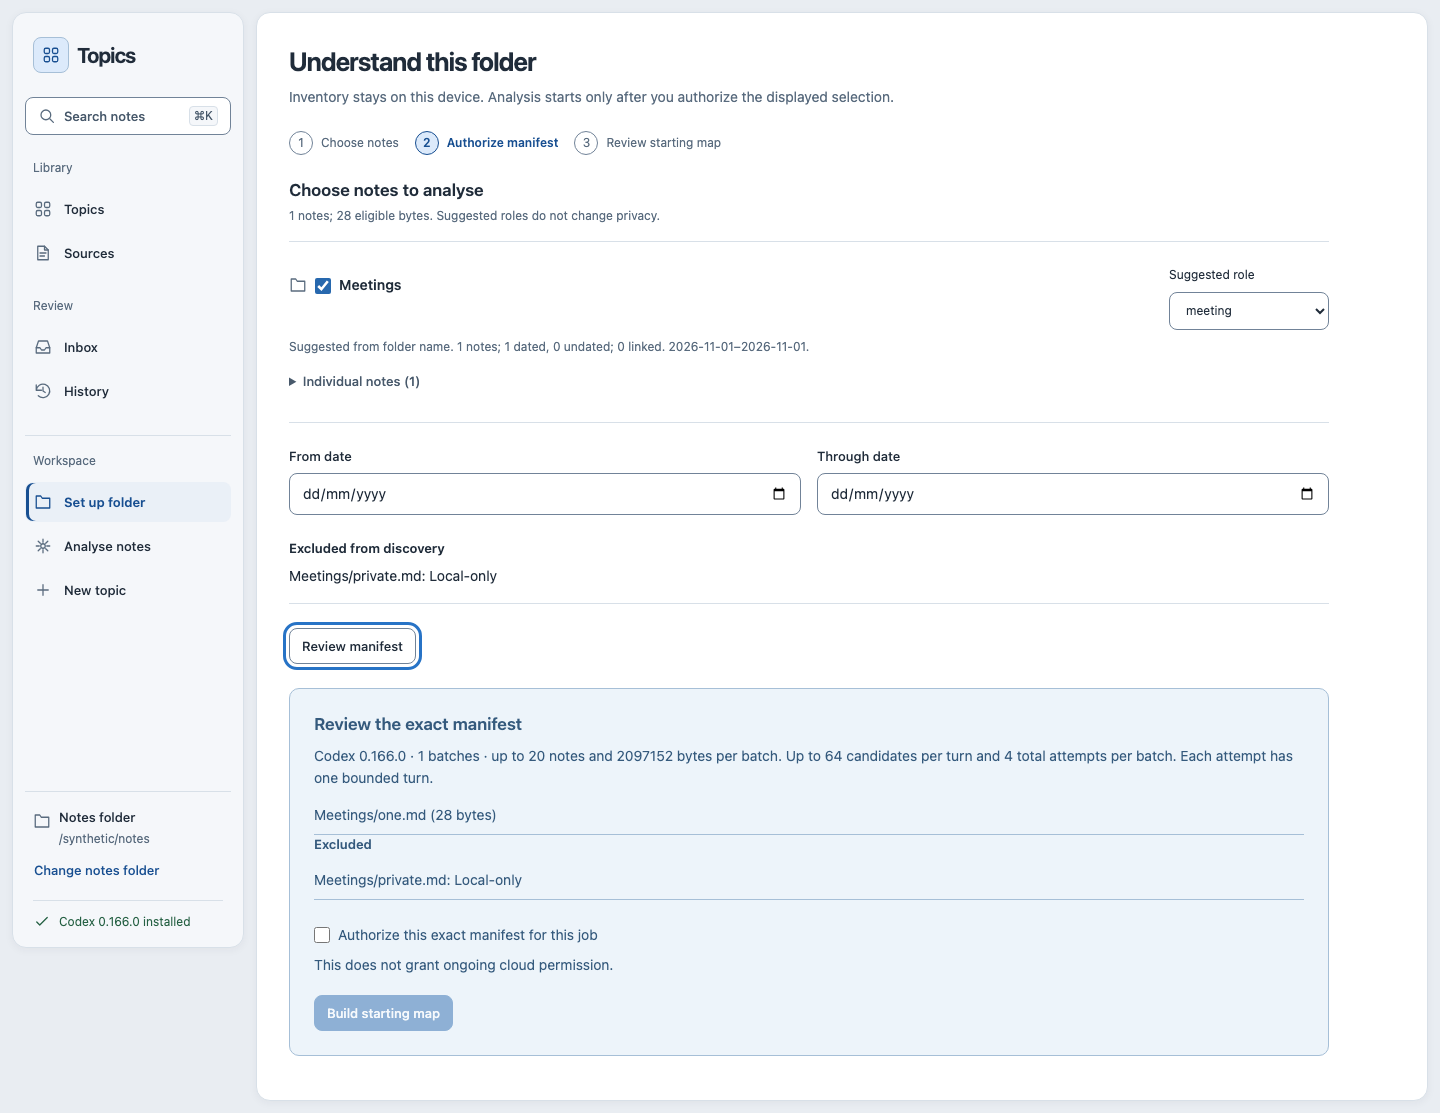 Topics
Search notes ⌘K
Library
Topics
Sources
Review
Inbox
History
Workspace
Set up folder
Analyse notes
New topic
Notes folder
/synthetic/notes
Change notes folder
Codex 0.166.0 installed
Understand this folder
Inventory stays on this device. Analysis starts only after you authorize the displayed selection.
1 Choose notes 2 Authorize manifest 3 Review starting map
Choose notes to analyse
1 notes; 28 eligible bytes. Suggested roles do not change privacy.
Meetings
Suggested role
meeting
Suggested from folder name. 1 notes; 1 dated, 0 undated; 0 linked. 2026-11-01–2026-11-01.
Individual notes (1)
From date
dd/mm/yyyy
Through date
dd/mm/yyyy
Excluded from discovery
Meetings/private.md: Local-only
Review manifest
Review the exact manifest
Codex 0.166.0 · 1 batches · up to 20 notes and 2097152 bytes per batch. Up to 64 candidates per turn and 4 total attempts per batch. Each attempt has
one bounded turn.
Meetings/one.md (28 bytes)
Excluded
Meetings/private.md: Local-only
Authorize this exact manifest for this job
This does not grant ongoing cloud permission.
Build starting map